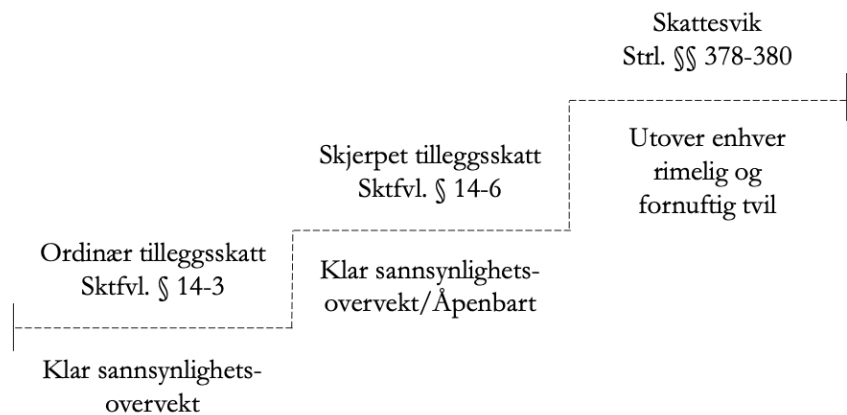 Skattesvik
Strl. §§ 378-380
Utover enhver
rimelig og
fornuftig tvil
Skjerpet tilleggsskatt
Sktfvl. § 14-6
Klar sannsynlighets-
overvekt/Åpenbart
Ordinær tilleggsskatt
Sktfvl. § 14-3
Klar sannsynlighets-
overvekt